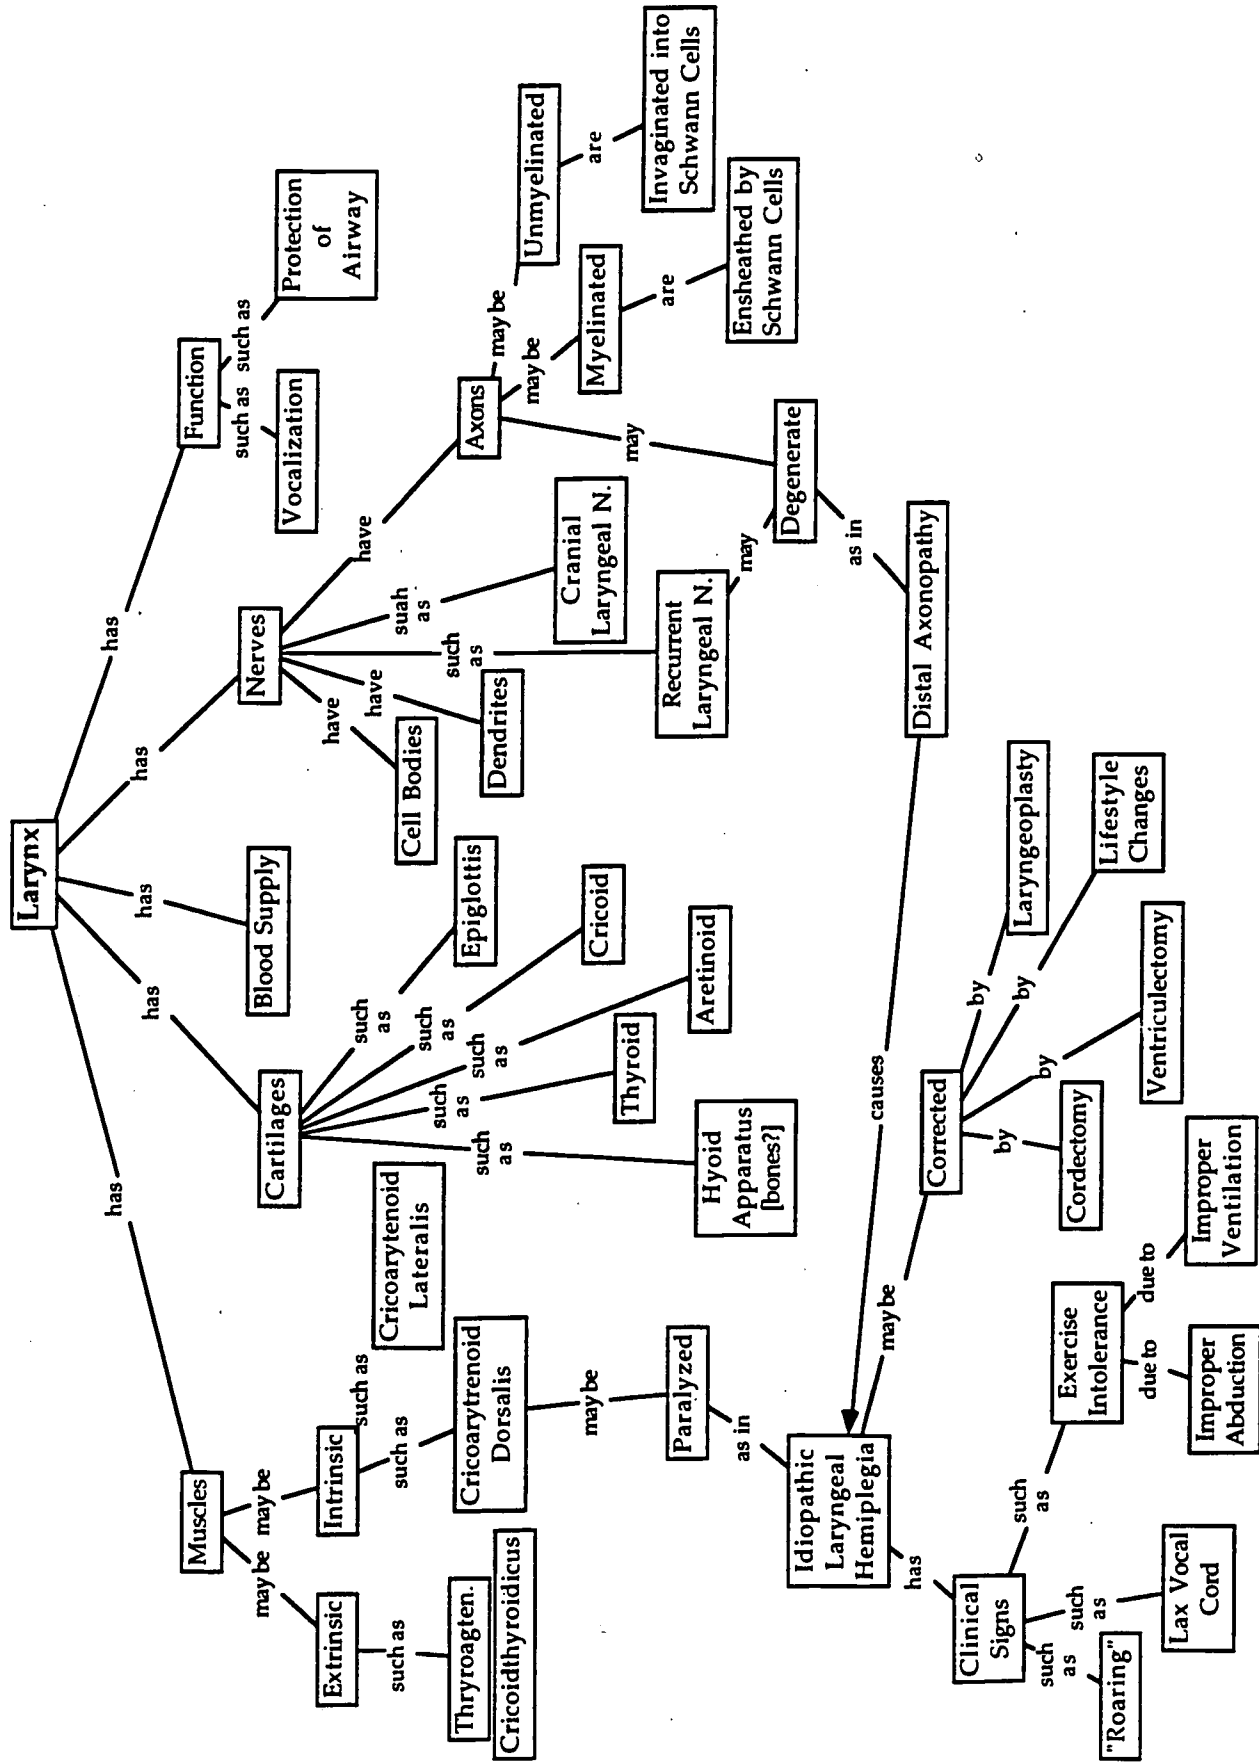 Larynx
has
has
has
has
has
Muscles
Cartilages
Blood Supply
Nerves
Function
may be
may be
Extrinsic
Intrinsic
such as
such as
such as
Thryroagten.
Cricoidthyroidicus
Cricoarytrenoid
Dorsalis
Cricoarytenoid
Lateralis
may be
Paralyzed
as in
such
as
such
as
such
as
such
as
such
as
Hyoid
Apparatus
[bones?]
Thyroid
Aretinoid
Cricoid
Epiglottis
have
have
such
as
suah
as
have
Cell Bodies
Dendrites
Recurrent
Laryngeal N.
Cranial
Laryngeal N.
Axons
such as
such as
Vocalization
Protection
of
Airway
may
may
may be
may be
Myelinated
Unmyelinated
are
are
Ensheathed by
Schwann Cells
Invaginated into
Schwann Cells
Degenerate
as in
Distal Axonopathy
causes
Idiopathic
Laryngeal
Hemiplegia
has
may be
Clinical
Signs
such
as
such
as
such
as
"Roaring"
Lax Vocal
Cord
Exercise
Intolerance
due to
due to
Improper
Abduction
Improper
Ventilation
Corrected
by
by
by
by
Cordectomy
Ventriculectomy
Lifestyle
Changes
Laryngeoplasty